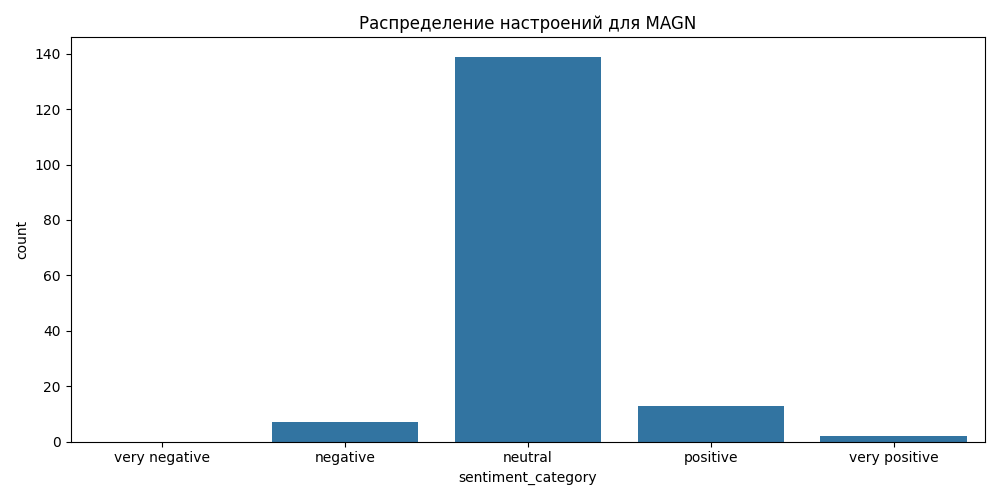 Распределение настроений для MAGN
140
120
100
80
60
40
20
0
count
very negative
negative
neutral
positive
very positive
sentiment_category